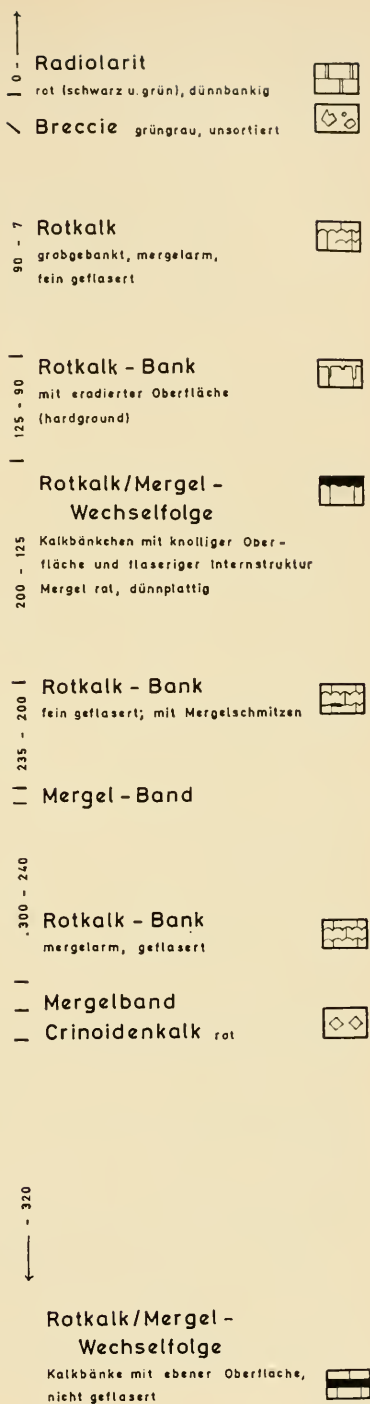 0 -
Radiolarit
rot (schwarz u. grün), dünnbankig
Breccie grüngrau, unsortiert
90 - 7
Rotkalk
grobgebankt, mergelarm,
fein geflasert
125 - 90
Rotkalk - Bank
mit erodierter Oberfläche
(hardground)
200 - 125
Rotkalk/Mergel -
Wechselfolge
Kalkbänkchen mit knolliger Ober -
fläche und flaseriger Internstruktur
Mergel rot, dünnplattig
235 - 200
Rotkalk - Bank
fein geflasert; mit Mergelschmitzen
Mergel - Band
300 - 240
Rotkalk - Bank
mergelarm, geflasert
Mergelband
Crinoidenkalk rot
- 320
Rotkalk/Mergel -
Wechselfolge
Kalkbänke mit ebener Oberfläche,
nicht geflasert